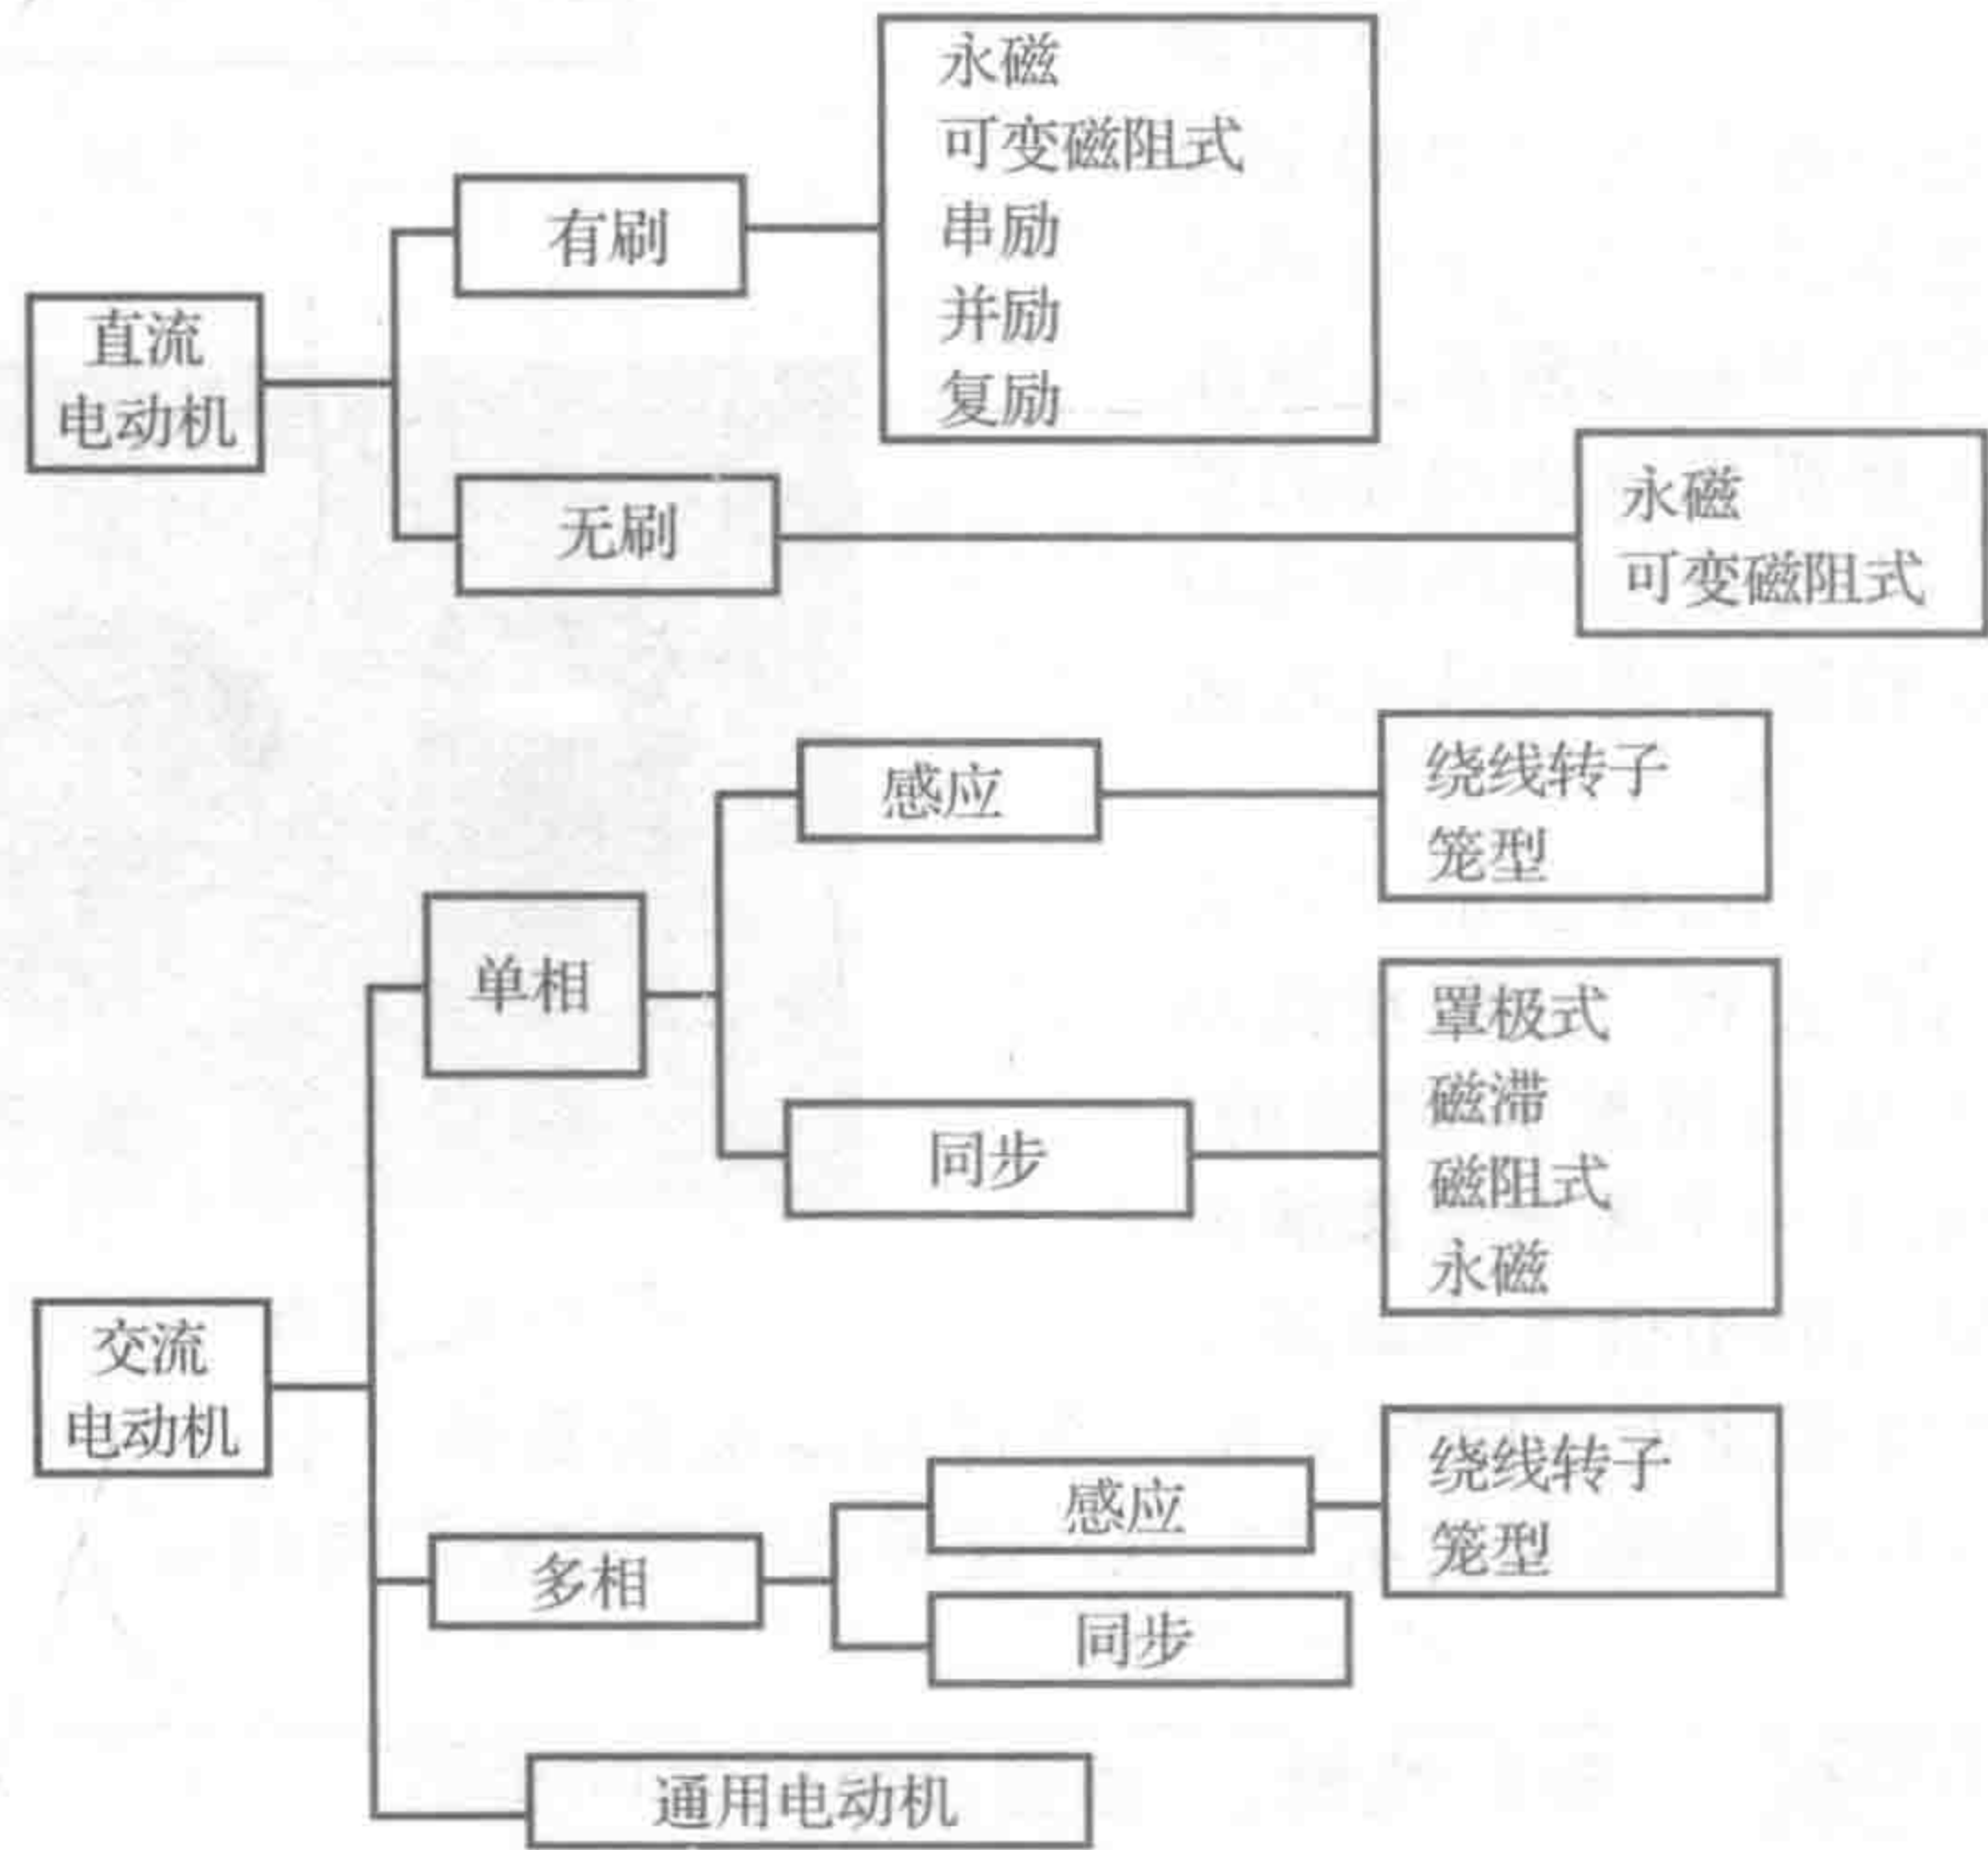 永磁
可变磁阻式
串励
并励
复励
有刷
直流
电动机
无刷
永磁
可变磁阻式
感应
绕线转子
笼型
单相
同步
罩极式
磁滞
磁阻式
永磁
交流
电动机
多相
感应
绕线转子
笼型
同步
通用电动机